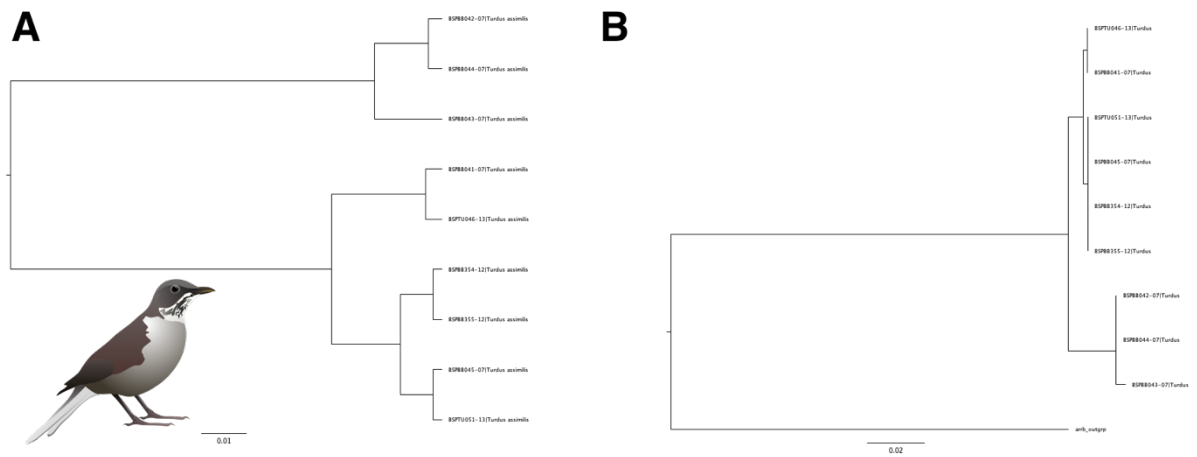 A
BSPBB042-07|Turdus assimilis
BSPBB044-07|Turdus assimilis
BSPBB043-07|Turdus assimilis
BSPBB041-07|Turdus assimilis
BSPTU046-13|Turdus assimilis
BSPBB354-12|Turdus assimilis
BSPBB355-12|Turdus assimilis
BSPBB045-07|Turdus assimilis
BSPTU051-13|Turdus assimilis
0.01
B
BSPTU046-13|Turdus
BSPBB041-07|Turdus
BSPTU051-13|Turdus
BSPBB045-07|Turdus
BSPBB354-12|Turdus
BSPBB355-12|Turdus
BSPBB042-07|Turdus
BSPBB044-07|Turdus
BSPBB043-07|Turdus
0.02